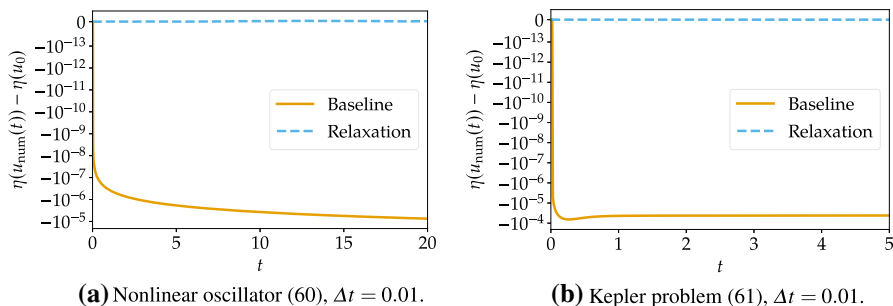 η(u_num(t)) − η(u_0)
0
−10^−13
−10^−12
−10^−11
−10^−10
−10^−9
−10^−8
−10^−7
−10^−6
−10^−5
Baseline
Relaxation
0 5 10 15 20
t
(a) Nonlinear oscillator (60), Δt = 0.01.
η(u_num(t)) − η(u_0)
0
−10^−13
−10^−12
−10^−11
−10^−10
−10^−9
−10^−8
−10^−7
−10^−6
−10^−5
−10^−4
Baseline
Relaxation
0 1 2 3 4 5
t
(b) Kepler problem (61), Δt = 0.01.